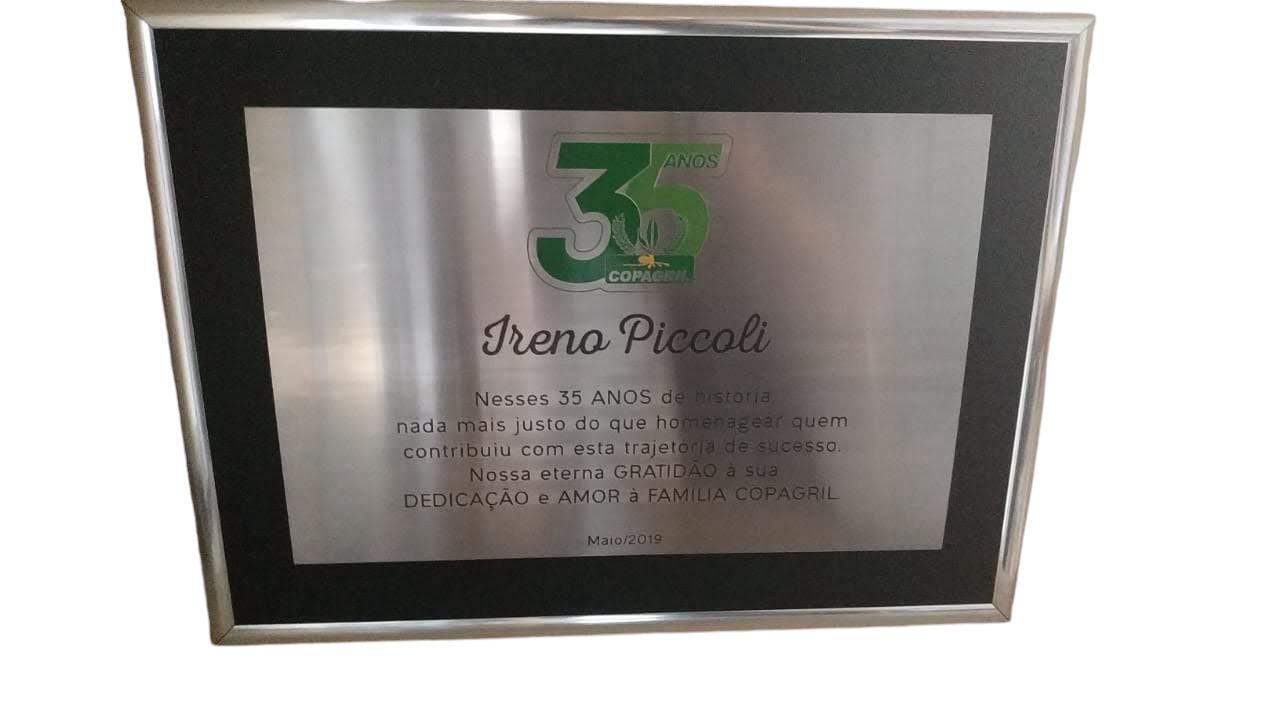 35 ANOS
COPAGRIL
Ireno Piccoli
Nesses 35 ANOS de história,
nada mais justo do que homenagear quem
contribuiu com esta trajetória de sucesso.
Nossa eterna GRATIDÃO à sua
DEDICAÇÃO e AMOR à FAMÍLIA COPAGRIL.
Maio/2019